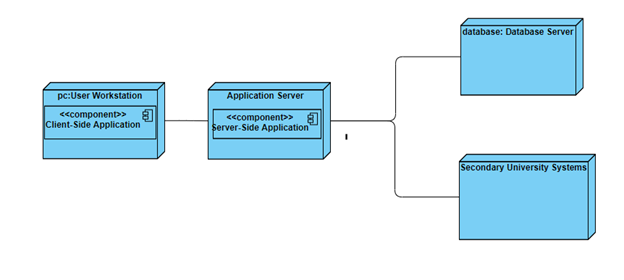 pc:User Workstation
<<component>>
Client-Side Application
Application Server
<<component>>
Server-Side Application
database: Database Server
Secondary University Systems